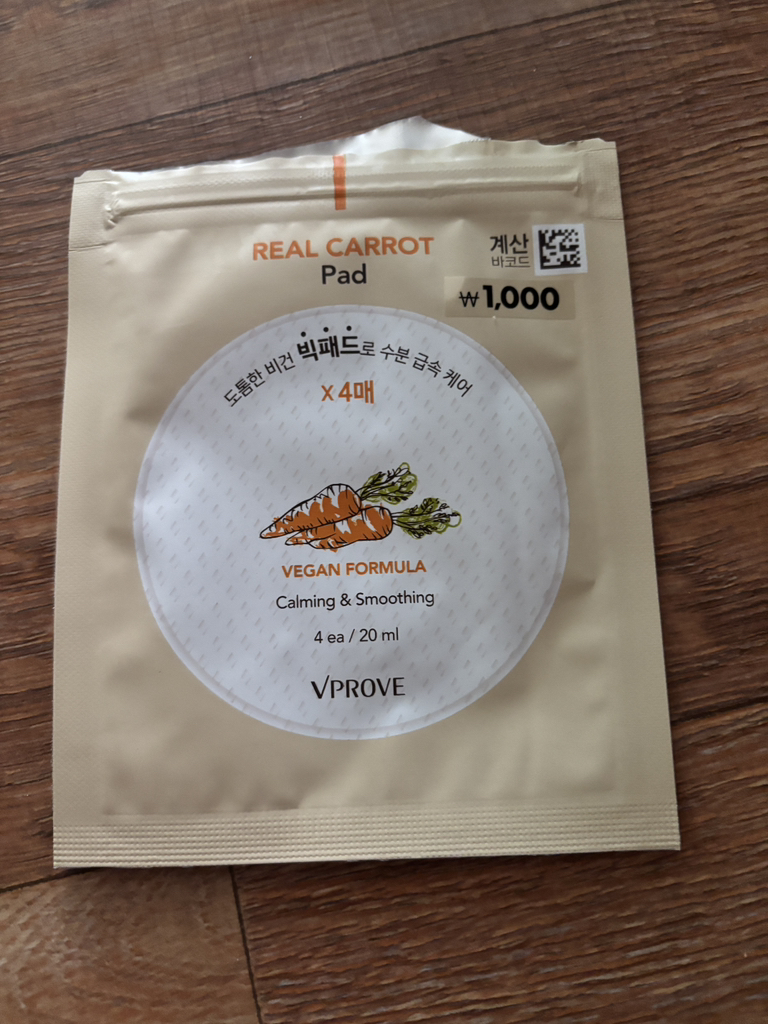 REAL CARROT
Pad
계산
바코드
₩1,000
도톰한 비건 빅패드로 수분 급속 케어
x 4매
VEGAN FORMULA
Calming & Smoothing
4 ea / 20 ml
VPROVE